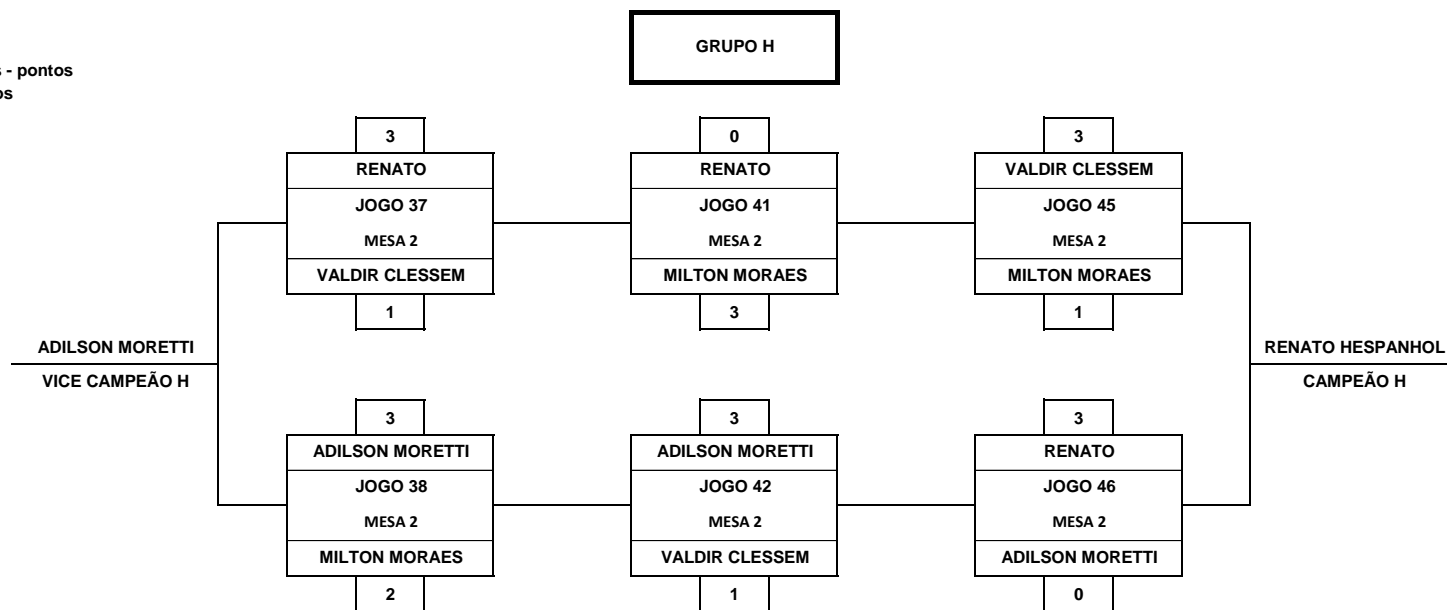 GRUPO H
- pontos
3
RENATO
JOGO 37
MESA 2
VALDIR CLESSEM
1
0
RENATO
JOGO 41
MESA 2
MILTON MORAES
3
3
VALDIR CLESSEM
JOGO 45
MESA 2
MILTON MORAES
1
ADILSON MORETTI
VICE CAMPEÃO H
RENATO HESPANHOL
CAMPEÃO H
3
ADILSON MORETTI
JOGO 38
MESA 2
MILTON MORAES
2
3
ADILSON MORETTI
JOGO 42
MESA 2
VALDIR CLESSEM
1
3
RENATO
JOGO 46
MESA 2
ADILSON MORETTI
0